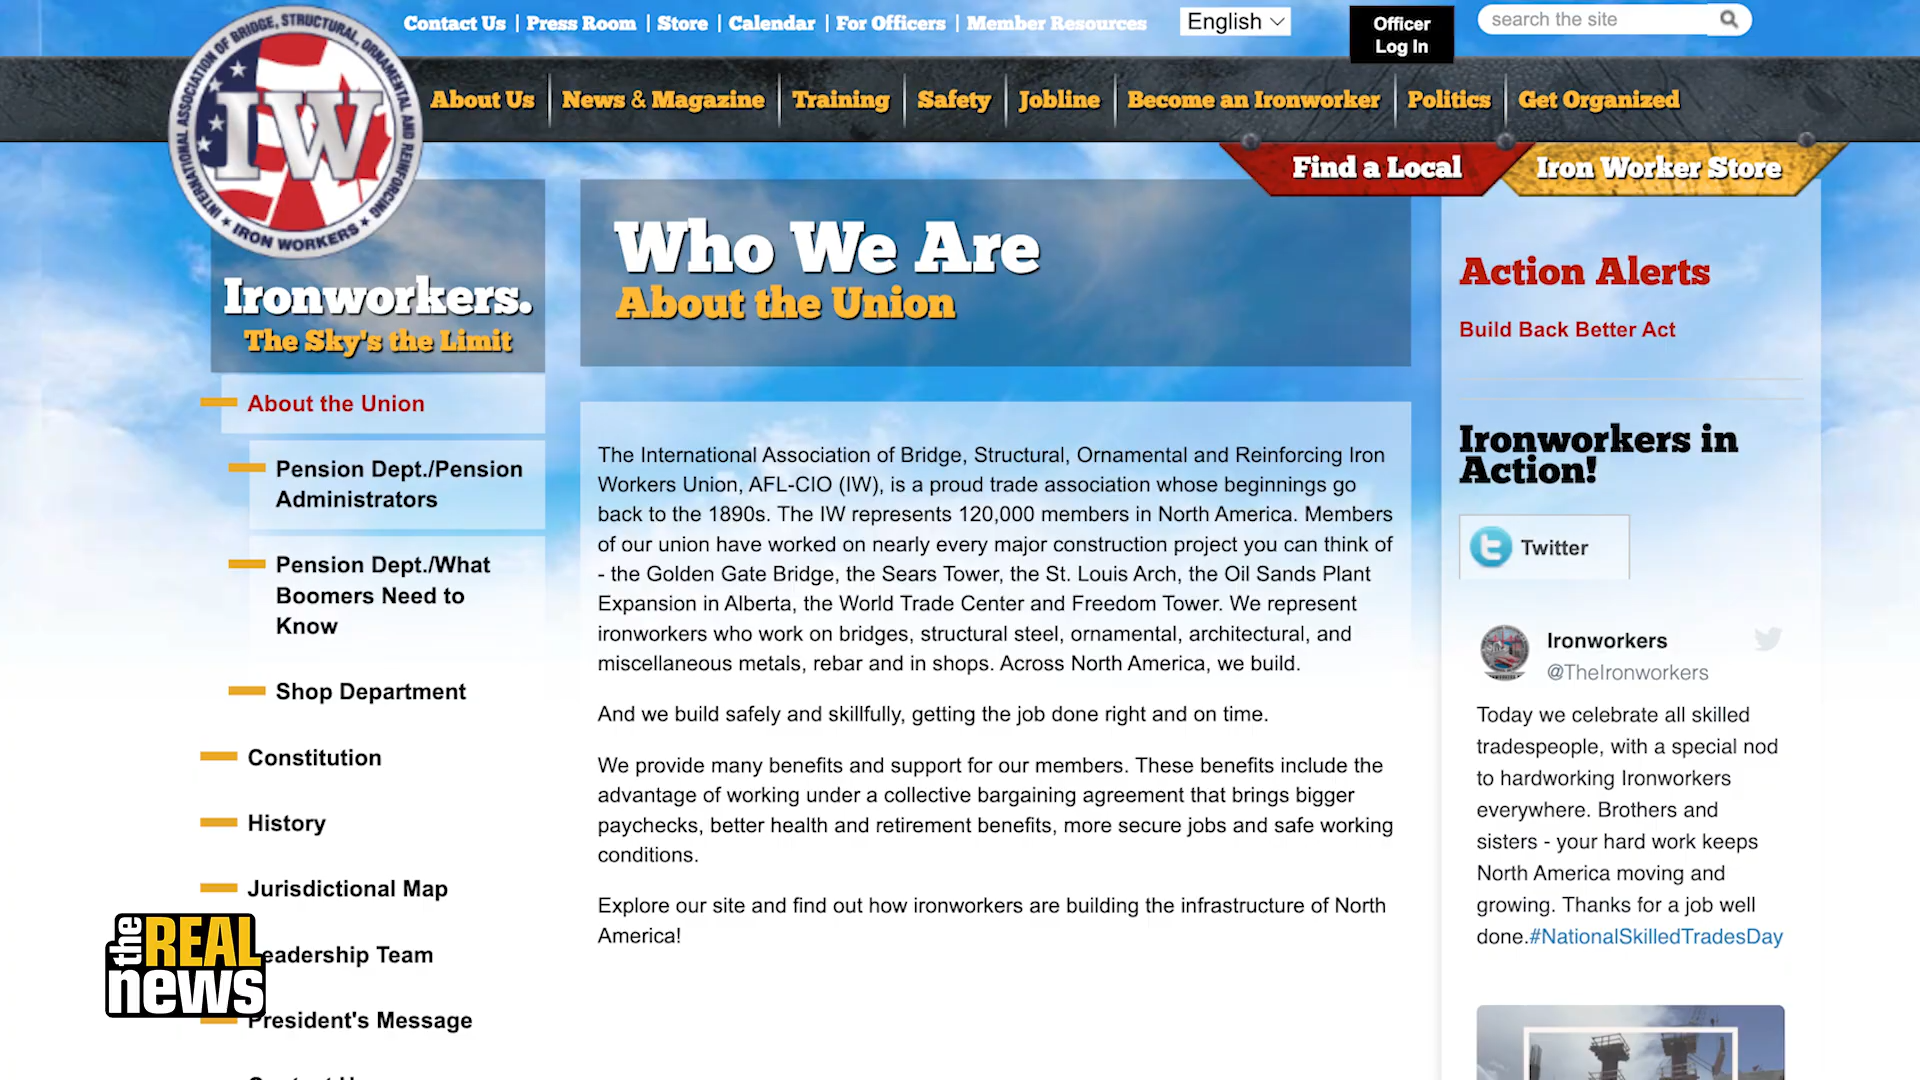 Contact Us | Press Room | Store | Calendar | For Officers | Member Resources
English
Officer
Log In
search the site
INTERNATIONAL ASSOCIATION OF BRIDGE, STRUCTURAL, ORNAMENTAL AND REINFORCING
IW
★ IRON WORKERS ★
About Us
News & Magazine
Training
Safety
Jobline
Become an Ironworker
Politics
Get Organized
Find a Local
Iron Worker Store
Ironworkers.
The Sky's the Limit
About the Union
Pension Dept./Pension
Administrators
Pension Dept./What
Boomers Need to
Know
Shop Department
Constitution
History
Jurisdictional Map
eadership Team
President's Message
the REAL
news
Who We Are
About the Union
The International Association of Bridge, Structural, Ornamental and Reinforcing Iron
Workers Union, AFL-CIO (IW), is a proud trade association whose beginnings go
back to the 1890s. The IW represents 120,000 members in North America. Members
of our union have worked on nearly every major construction project you can think of
- the Golden Gate Bridge, the Sears Tower, the St. Louis Arch, the Oil Sands Plant
Expansion in Alberta, the World Trade Center and Freedom Tower. We represent
ironworkers who work on bridges, structural steel, ornamental, architectural, and
miscellaneous metals, rebar and in shops. Across North America, we build.
And we build safely and skillfully, getting the job done right and on time.
We provide many benefits and support for our members. These benefits include the
advantage of working under a collective bargaining agreement that brings bigger
paychecks, better health and retirement benefits, more secure jobs and safe working
conditions.
Explore our site and find out how ironworkers are building the infrastructure of North
America!
Action Alerts
Build Back Better Act
Ironworkers in
Action!
Twitter
Ironworkers
@TheIronworkers
Today we celebrate all skilled
tradespeople, with a special nod
to hardworking Ironworkers
everywhere. Brothers and
sisters - your hard work keeps
North America moving and
growing. Thanks for a job well
done.#NationalSkilledTradesDay